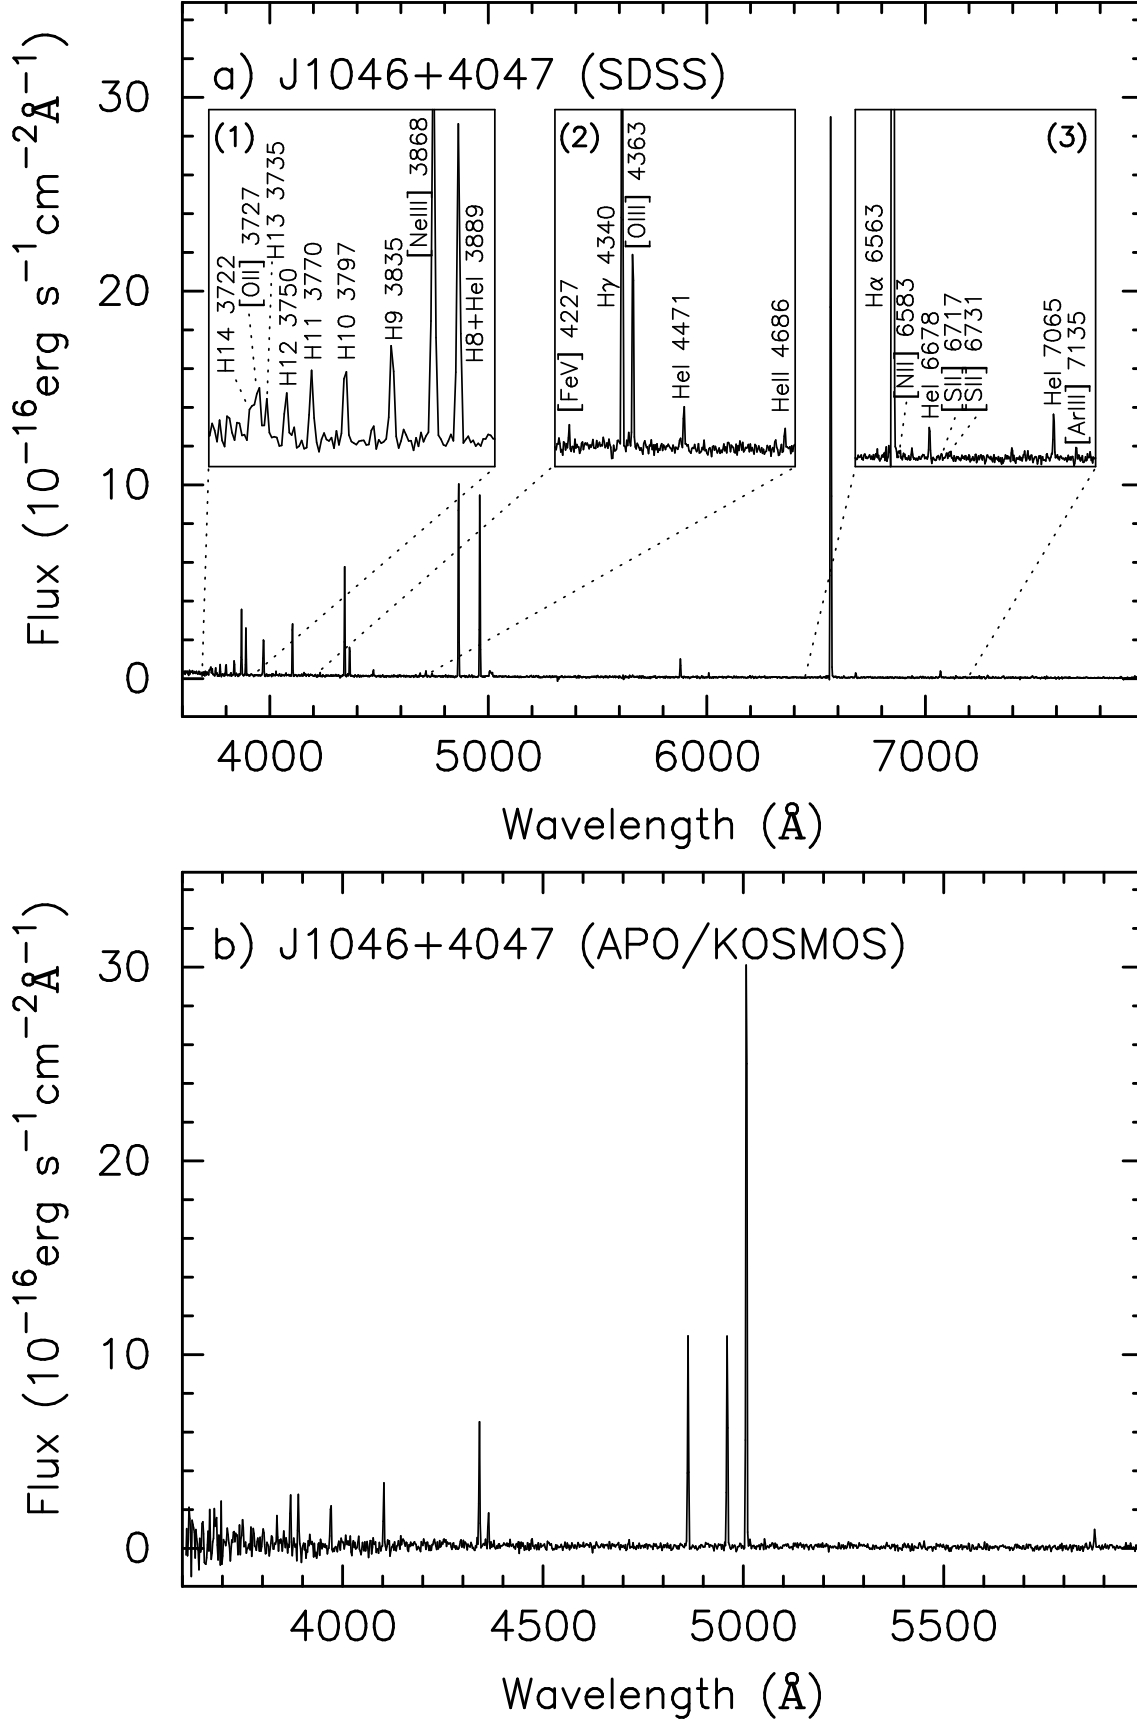 a) J1046+4047 (SDSS)
(1)
H14 3722
[OII] 3727
H13 3735
H12 3750
H11 3770
H10 3797
H9 3835
[NeIII] 3868
H8+HeI 3889
(2)
[FeV] 4227
Hγ 4340
[OIII] 4363
HeI 4471
HeII 4686
(3)
Hα 6563
[NII] 6583
HeI 6678
[SII] 6717
[SII] 6731
HeI 7065
[ArIII] 7135
30
20
10
0
Flux (10⁻¹⁶erg s⁻¹cm⁻²Å⁻¹)
4000 5000 6000 7000
Wavelength (Å)
b) J1046+4047 (APO/KOSMOS)
30
20
10
0
Flux (10⁻¹⁶erg s⁻¹cm⁻²Å⁻¹)
4000 4500 5000 5500
Wavelength (Å)